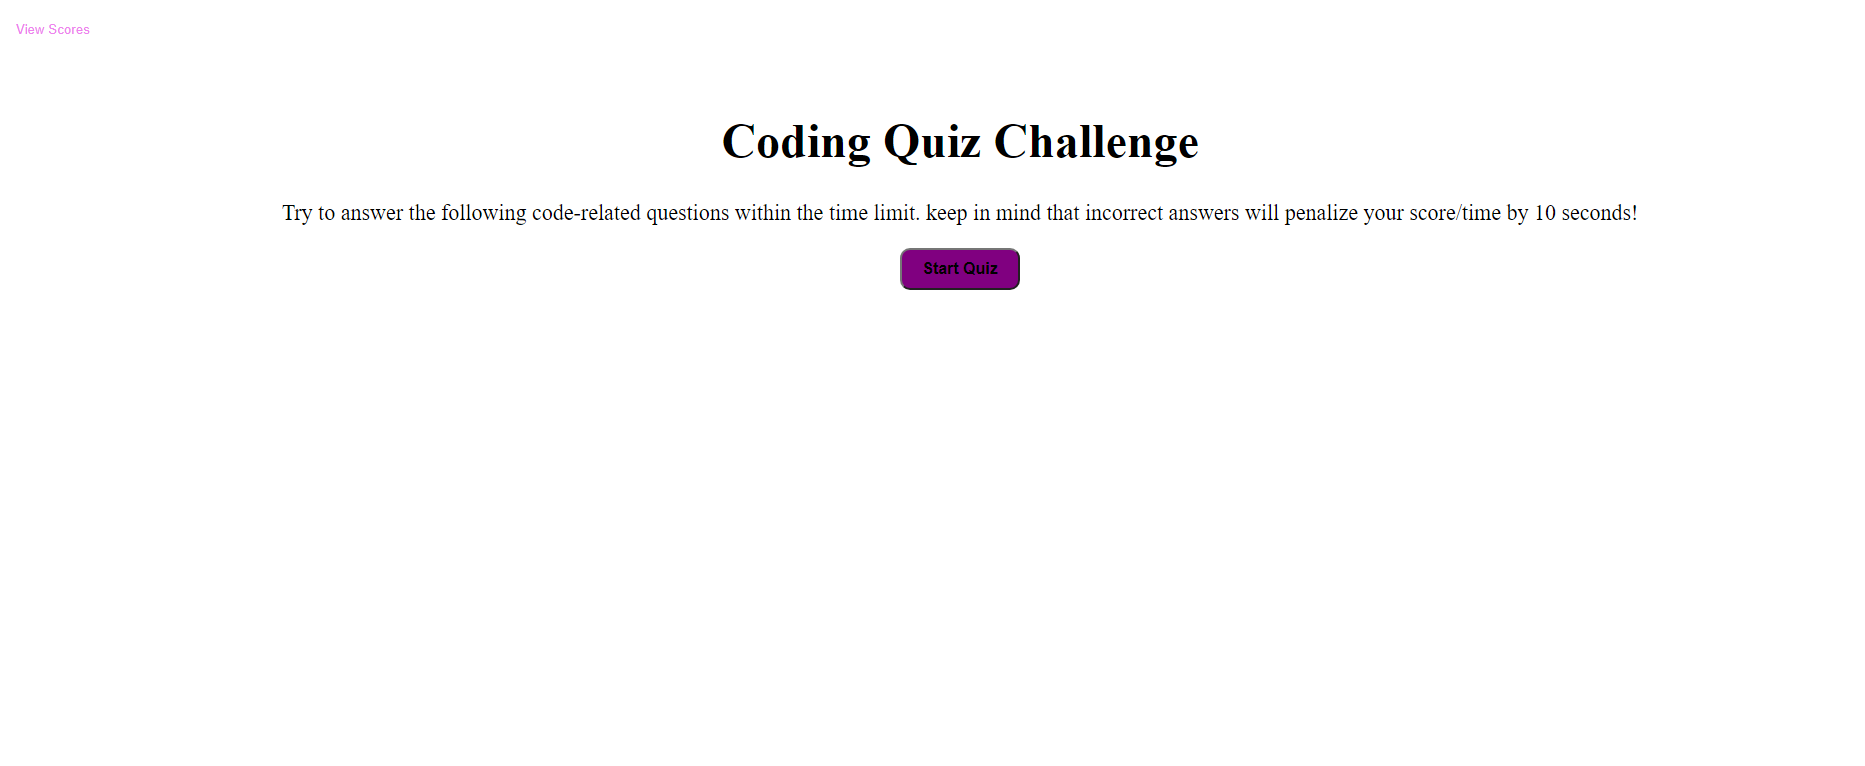 View Scores
Coding Quiz Challenge
Try to answer the following code-related questions within the time limit. keep in mind that incorrect answers will penalize your score/time by 10 seconds!
Start Quiz